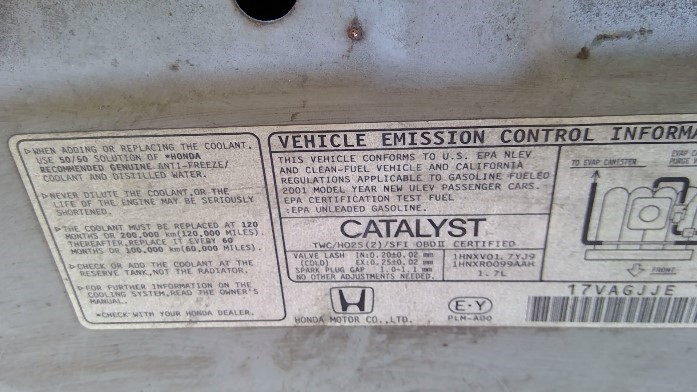 ▷WHEN ADDING OR REPLACING THE COOLANT,
USE 50/50 SOLUTION OF *HONDA
RECOMMENDED GENUINE ANTI-FREEZE/
COOLANT AND DISTILLED WATER.
▷NEVER DILUTE THE COOLANT, OR THE
LIFE OF THE ENGINE MAY BE SERIOUSLY
SHORTENED.
▷THE COOLANT MUST BE REPLACED AT 120
MONTHS OR 200,000 km(120,000 MILES).
THEREAFTER, REPLACE IT EVERY 60
MONTHS OR 100,000 km(60,000 MILES).
▷CHECK OR ADD THE COOLANT AT THE
RESERVE TANK, NOT THE RADIATOR.
▷FOR FURTHER INFORMATION ON THE
COOLING SYSTEM, READ THE OWNER'S
MANUAL.
*CHECK WITH YOUR HONDA DEALER.
VEHICLE EMISSION CONTROL INFORMA
THIS VEHICLE CONFORMS TO U.S. EPA NLEV
AND CLEAN-FUEL VEHICLE AND CALIFORNIA
REGULATIONS APPLICABLE TO GASOLINE FUELED
2001 MODEL YEAR NEW ULEV PASSENGER CARS.
EPA CERTIFICATION TEST FUEL
:EPA UNLEADED GASOLINE.
CATALYST
TWC/HO2S(2)/SFI OBDII CERTIFIED
VALVE LASH IN:0.20±0.02 mm
(COLD) EX:0.25±0.02 mm
SPARK PLUG GAP 1.0-1.1 mm
NO OTHER ADJUSTMENTS NEEDED.
1HNXV01.7YJ9
1HNXR0099AAH
1.7L
HONDA MOTOR CO., LTD.
E·Y
PLM-A00
TO EVAP CANISTER
EVAP CA
PURGE
FRONT
17VAGJJE